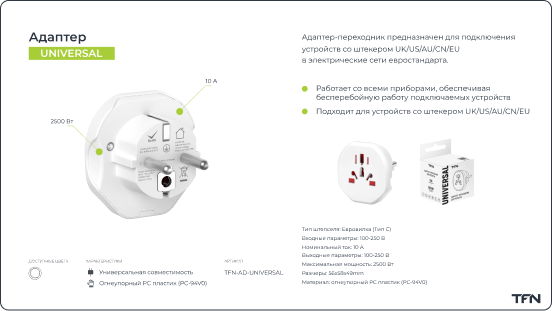 Адаптер
UNIVERSAL
10 А
2500 Вт
Адаптер-переходник предназначен для подключения
устройств со штекером UK/US/AU/CN/EU
в электрические сети евростандарта.
Работает со всеми приборами, обеспечивая
бесперебойную работу подключаемых устройств
Подходит для устройств со штекером UK/US/AU/CN/EU
TFN
UNIVERSAL
Тип штепселя: Евровилка (Тип C)
Входные параметры: 100-250 В
Номинальный ток: 10 А
Выходные параметры: 100-250 В
Максимальная мощность: 2500 Вт
Размеры: 56x58x49mm
Материал: огнеупорный PC пластик (PC-94V0)
ДОСТУПНЫЕ ЦВЕТА
ХАРАКТЕРИСТИКИ
АРТИКУЛ
Универсальная совместимость
TFN-AD-UNIVERSAL
Огнеупорный PC пластик (PC-94V0)
TFN